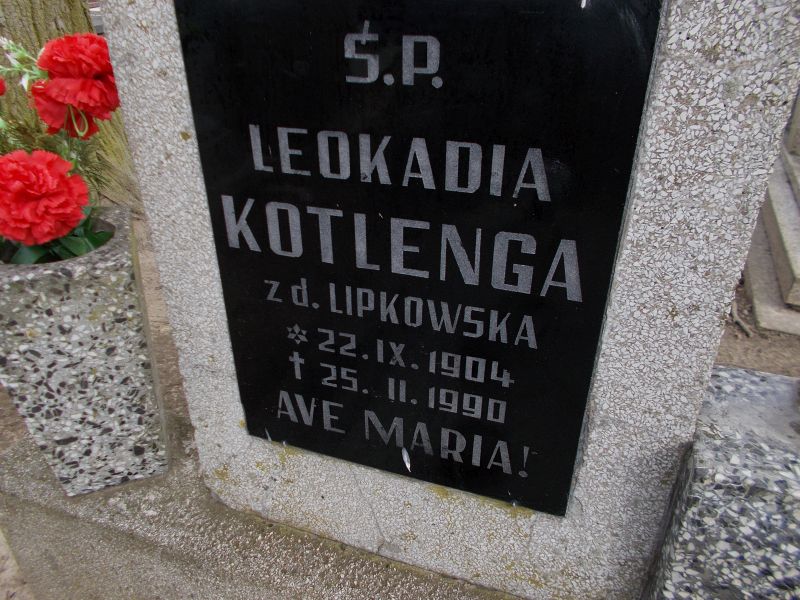 Ś.P.
LEOKADIA
KOTLENGA
z d. LIPKOWSKA
* 22. IX. 1904
† 25. II. 1990
AVE MARIA!